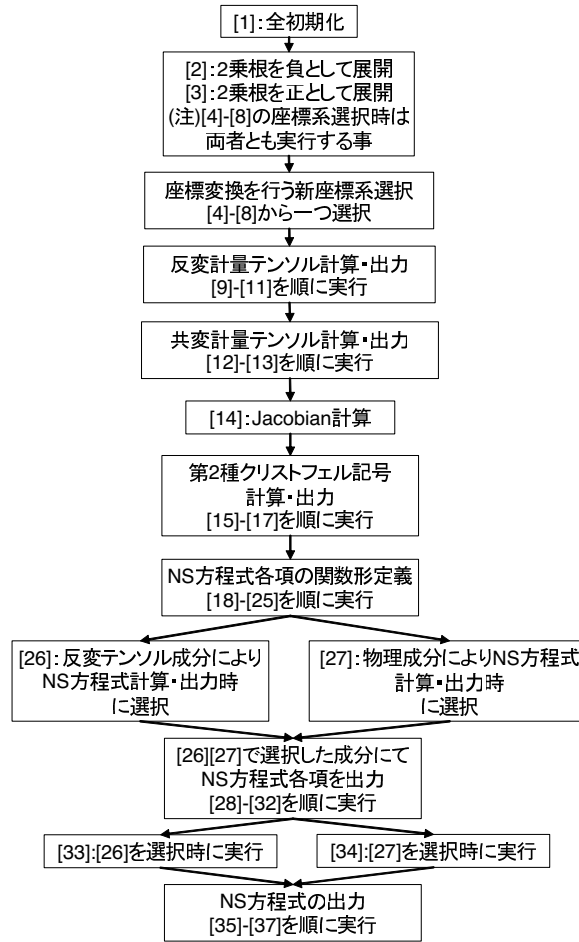 [1]:全初期化
[2]:2乗根を負として展開
[3]:2乗根を正として展開
(注)[4]-[8]の座標系選択時は
両者とも実行する事
座標変換を行う新座標系選択
[4]-[8]から一つ選択
反変計量テンソル計算・出力
[9]-[11]を順に実行
共変計量テンソル計算・出力
[12]-[13]を順に実行
[14]:Jacobian計算
第2種クリストフェル記号
計算・出力
[15]-[17]を順に実行
NS方程式各項の関数形定義
[18]-[25]を順に実行
[26]:反変テンソル成分により
NS方程式計算・出力時
に選択
[27]:物理成分によりNS方程式
計算・出力時
に選択
[26][27]で選択した成分にて
NS方程式各項を出力
[28]-[32]を順に実行
[33]:[26]を選択時に実行
[34]:[27]を選択時に実行
NS方程式の出力
[35]-[37]を順に実行